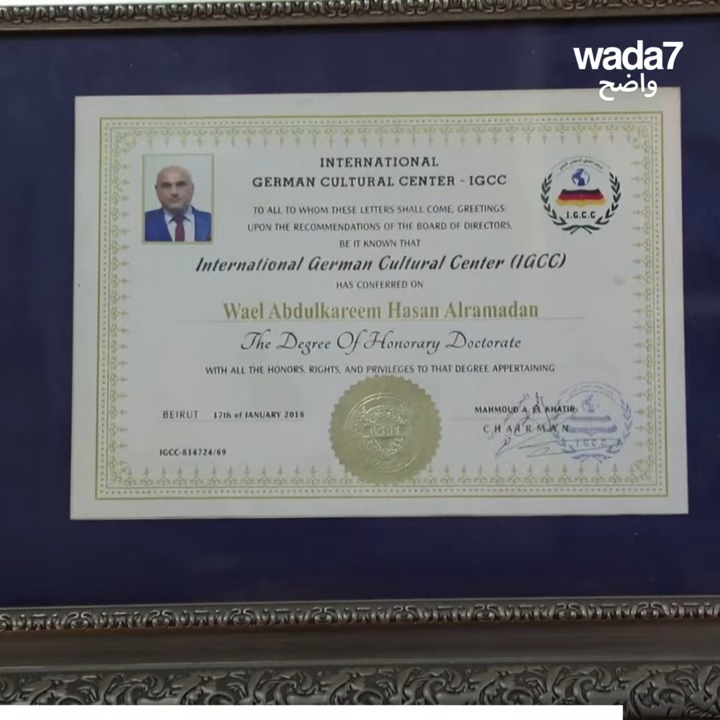 wada7
واضح
INTERNATIONAL
GERMAN CULTURAL CENTER - IGCC
TO ALL TO WHOM THESE LETTERS SHALL COME, GREETINGS:
UPON THE RECOMMENDATIONS OF THE BOARD OF DIRECTORS,
BE IT KNOWN THAT
International German Cultural Center (IGCC)
HAS CONFERRED ON
Wael Abdulkareem Hasan Alramadan
The Degree Of Honorary Doctorate
WITH ALL THE HONORS, RIGHTS, AND PRIVILEGES TO THAT DEGREE APPERTAINING
BEIRUT 17th of JANUARY 2018
MAHMOUD A. EL KHATIB
CHAIRMAN
IGCC-814724/69
I.G.C.C
I.G.C.C